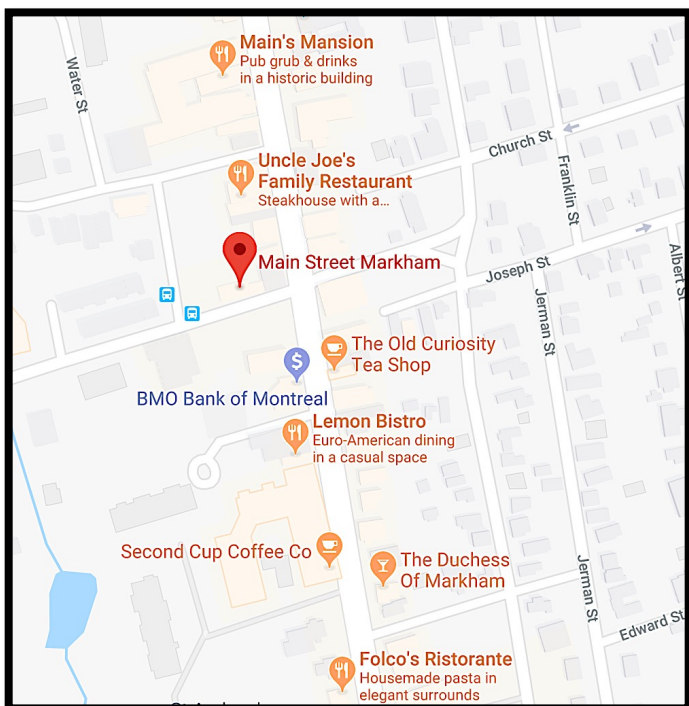 Main's Mansion
Pub grub & drinks
in a historic building
Water St
Church St
Franklin St
Uncle Joe's
Family Restaurant
Steakhouse with a...
Main Street Markham
Joseph St
Albert St
Jerman St
The Old Curiosity
Tea Shop
$
BMO Bank of Montreal
Lemon Bistro
Euro-American dining
in a casual space
Second Cup Coffee Co
The Duchess
Of Markham
Jerman St
Edward St
Folco's Ristorante
Housemade pasta in
elegant surrounds